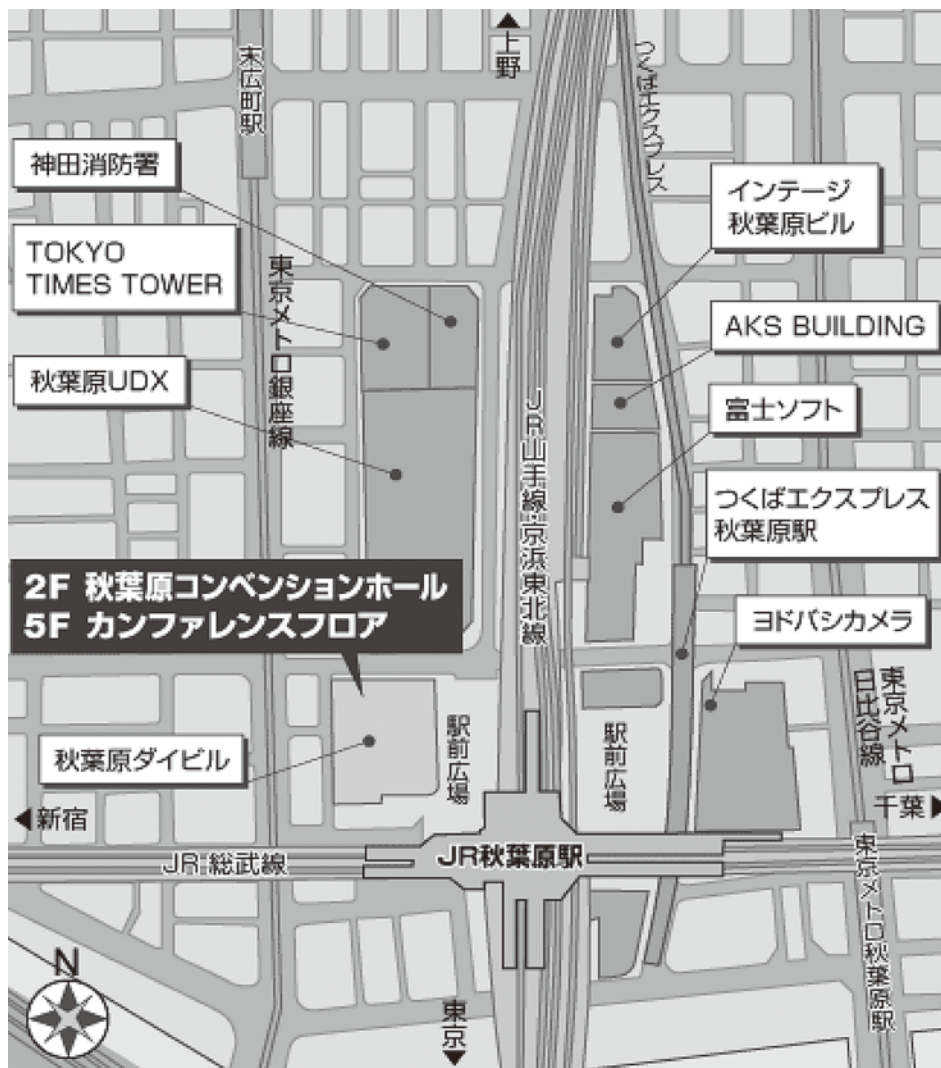 上野
末広町駅
つくばエクスプレス
神田消防署
インテージ
秋葉原ビル
TOKYO
TIMES TOWER
東京メトロ銀座線
AKS BUILDING
秋葉原UDX
JR山手線・京浜東北線
富士ソフト
つくばエクスプレス
秋葉原駅
2F 秋葉原コンベンションホール
5F カンファレンスフロア
ヨドバシカメラ
東京メトロ
日比谷線
駅前広場
駅前広場
秋葉原ダイビル
新宿
千葉
JR秋葉原駅
JR 総武線
東京メトロ秋葉原駅
N
東京